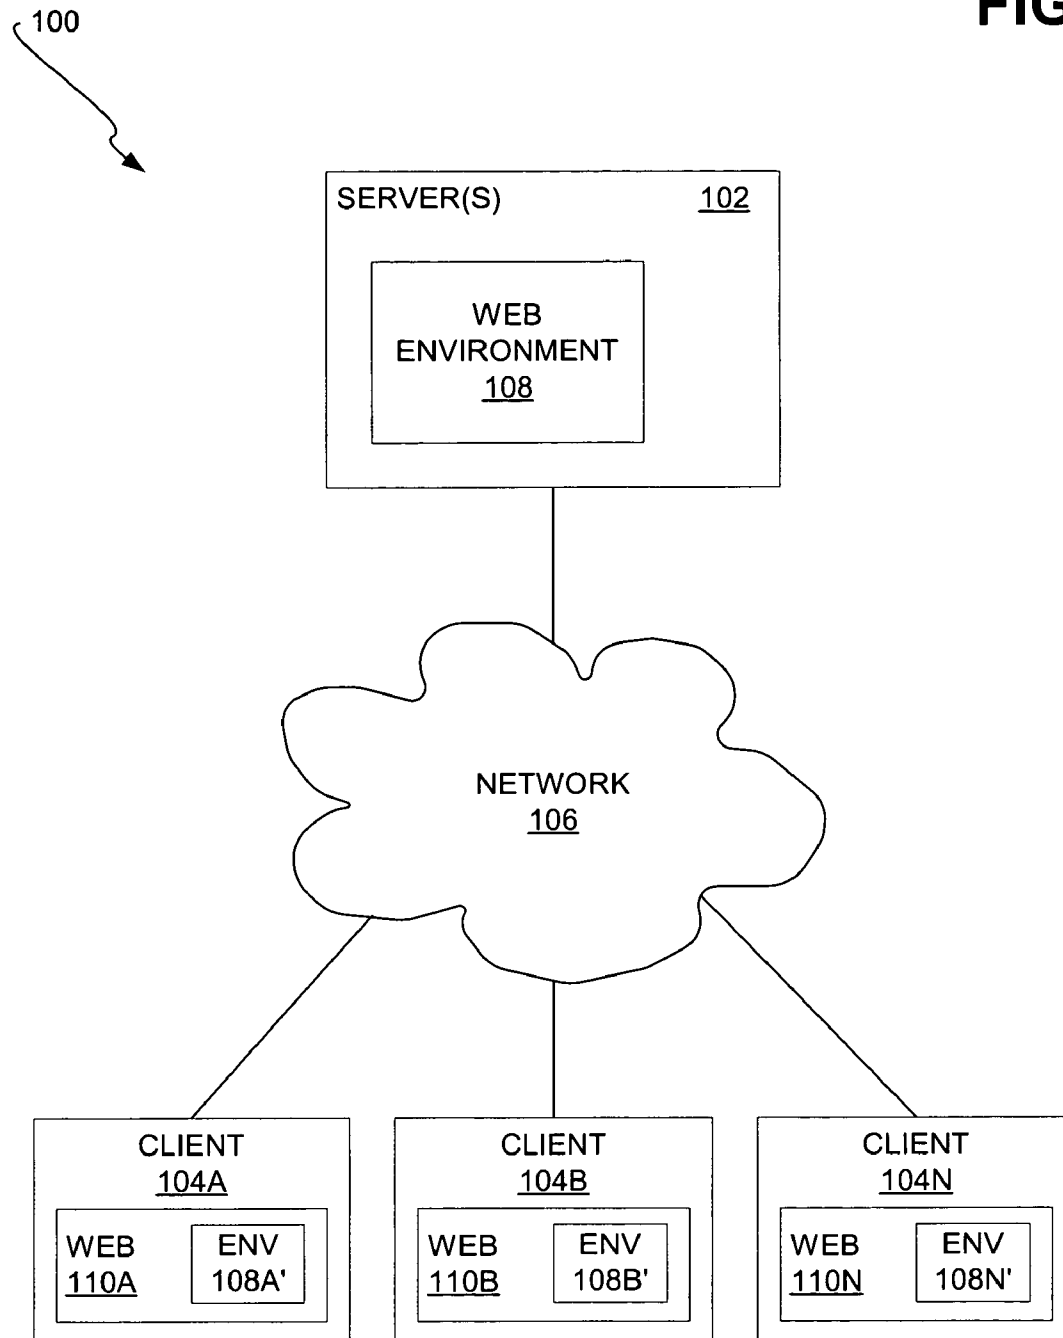 100
FIG
SERVER(S) 102
WEB
ENVIRONMENT
108
NETWORK
106
CLIENT
104A
WEB
110A
ENV
108A'
CLIENT
104B
WEB
110B
ENV
108B'
CLIENT
104N
WEB
110N
ENV
108N'